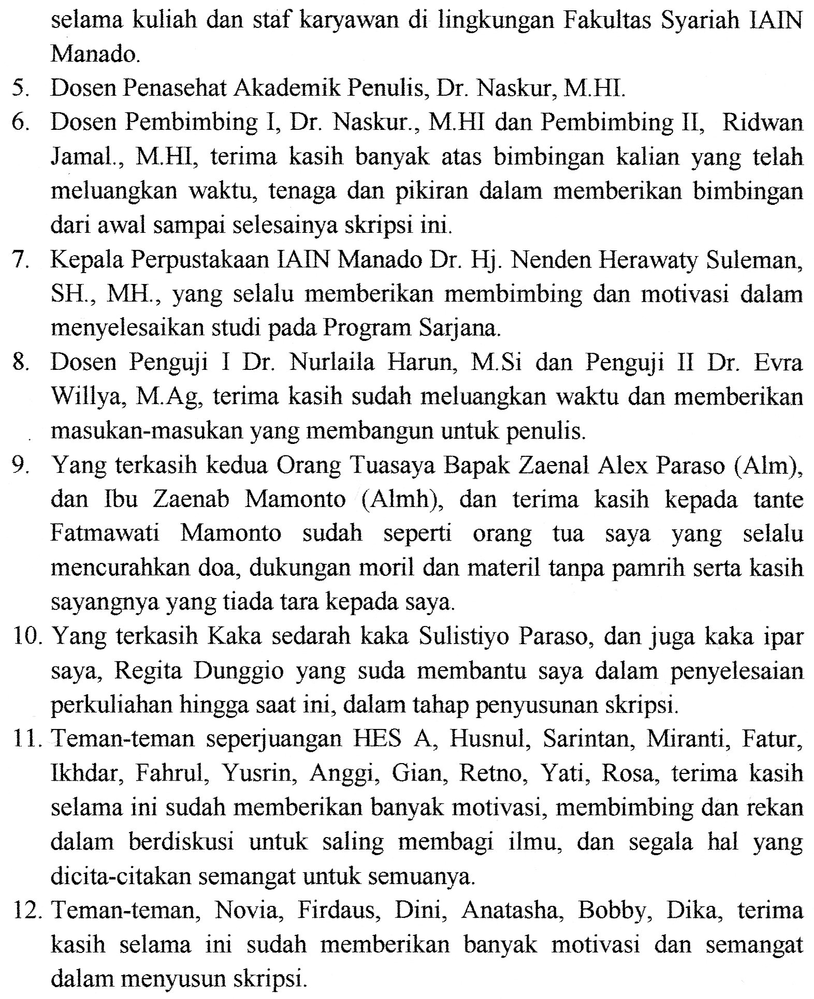 selama kuliah dan staf karyawan di lingkungan Fakultas Syariah IAIN
Manado.
5. Dosen Penasehat Akademik Penulis, Dr. Naskur, M.HI.
6. Dosen Pembimbing I, Dr. Naskur., M.HI dan Pembimbing II, Ridwan
Jamal., M.HI, terima kasih banyak atas bimbingan kalian yang telah
meluangkan waktu, tenaga dan pikiran dalam memberikan bimbingan
dari awal sampai selesainya skripsi ini.
7. Kepala Perpustakaan IAIN Manado Dr. Hj. Nenden Herawaty Suleman,
SH., MH., yang selalu memberikan membimbing dan motivasi dalam
menyelesaikan studi pada Program Sarjana.
8. Dosen Penguji I Dr. Nurlaila Harun, M.Si dan Penguji II Dr. Evra
Willya, M.Ag, terima kasih sudah meluangkan waktu dan memberikan
masukan-masukan yang membangun untuk penulis.
9. Yang terkasih kedua Orang Tuasaya Bapak Zaenal Alex Paraso (Alm),
dan Ibu Zaenab Mamonto (Almh), dan terima kasih kepada tante
Fatmawati Mamonto sudah seperti orang tua saya yang selalu
mencurahkan doa, dukungan moril dan materil tanpa pamrih serta kasih
sayangnya yang tiada tara kepada saya.
10. Yang terkasih Kaka sedarah kaka Sulistiyo Paraso, dan juga kaka ipar
saya, Regita Dunggio yang suda membantu saya dalam penyelesaian
perkuliahan hingga saat ini, dalam tahap penyusunan skripsi.
11. Teman-teman seperjuangan HES A, Husnul, Sarintan, Miranti, Fatur,
Ikhdar, Fahrul, Yusrin, Anggi, Gian, Retno, Yati, Rosa, terima kasih
selama ini sudah memberikan banyak motivasi, membimbing dan rekan
dalam berdiskusi untuk saling membagi ilmu, dan segala hal yang
dicita-citakan semangat untuk semuanya.
12. Teman-teman, Novia, Firdaus, Dini, Anatasha, Bobby, Dika, terima
kasih selama ini sudah memberikan banyak motivasi dan semangat
dalam menyusun skripsi.